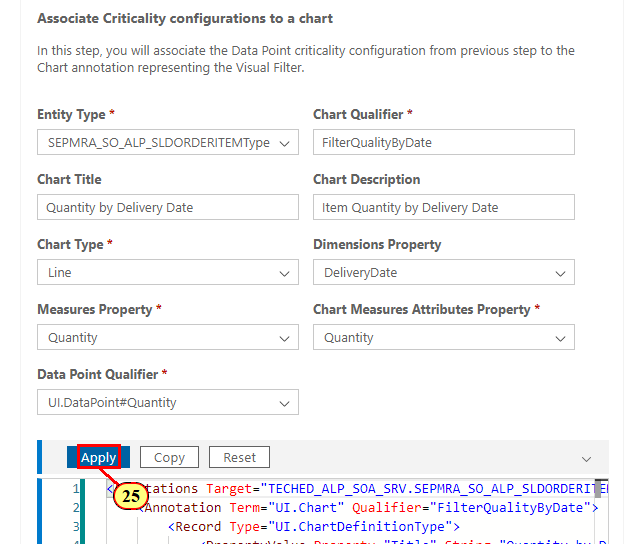 Associate Criticality configurations to a chart
In this step, you will associate the Data Point criticality configuration from previous step to the
Chart annotation representing the Visual Filter.
Entity Type *
Chart Qualifier *
SEPMRA_SO_ALP_SLDORDERITEMType
FilterQualityByDate
Chart Title
Chart Description
Quantity by Delivery Date
Item Quantity by Delivery Date
Chart Type *
Dimensions Property
Line
DeliveryDate
Measures Property *
Chart Measures Attributes Property *
Quantity
Quantity
Data Point Qualifier *
UI.DataPoint#Quantity
Apply
Copy
Reset
25
1 < tations Target="TECHED_ALP_SOA_SRV.SEPMRA_SO_ALP_SLDORDERITE
2 <Annotation Term="UI.Chart" Qualifier="FilterQualityByDate">
3 <Record Type="UI.ChartDefinitionType">